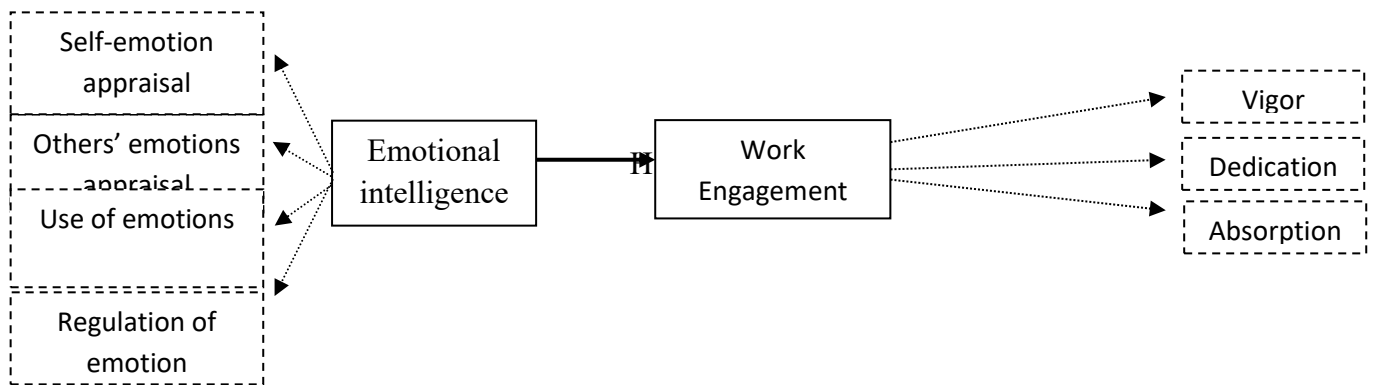 Self-emotion
appraisal
Others’ emotions
appraisal
Use of emotions
Regulation of
emotion
Emotional
intelligence
H
Work
Engagement
Vigor
Dedication
Absorption